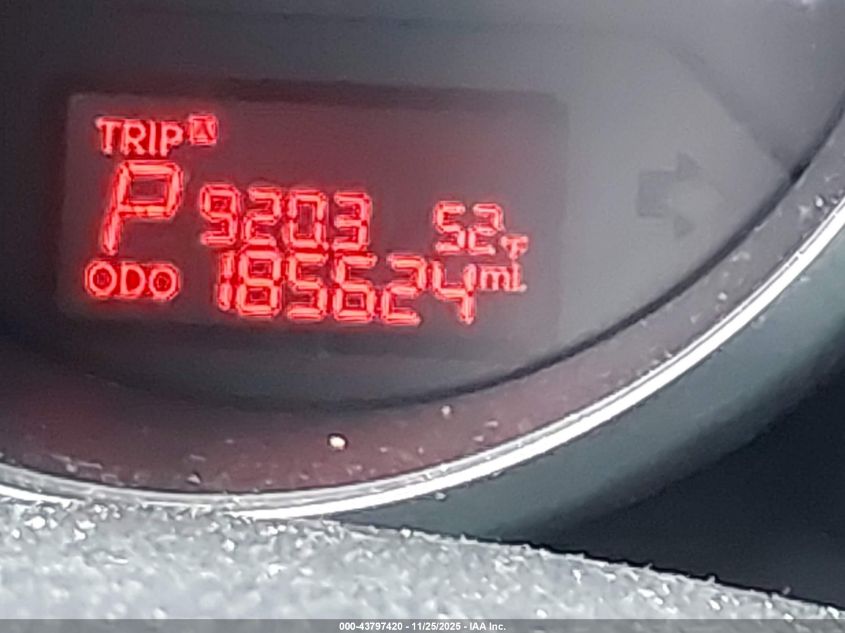 TRIP A
P 9203 52°F
ODO 185624 mi
000-43797420 - 11/25/2025 - IAA Inc.